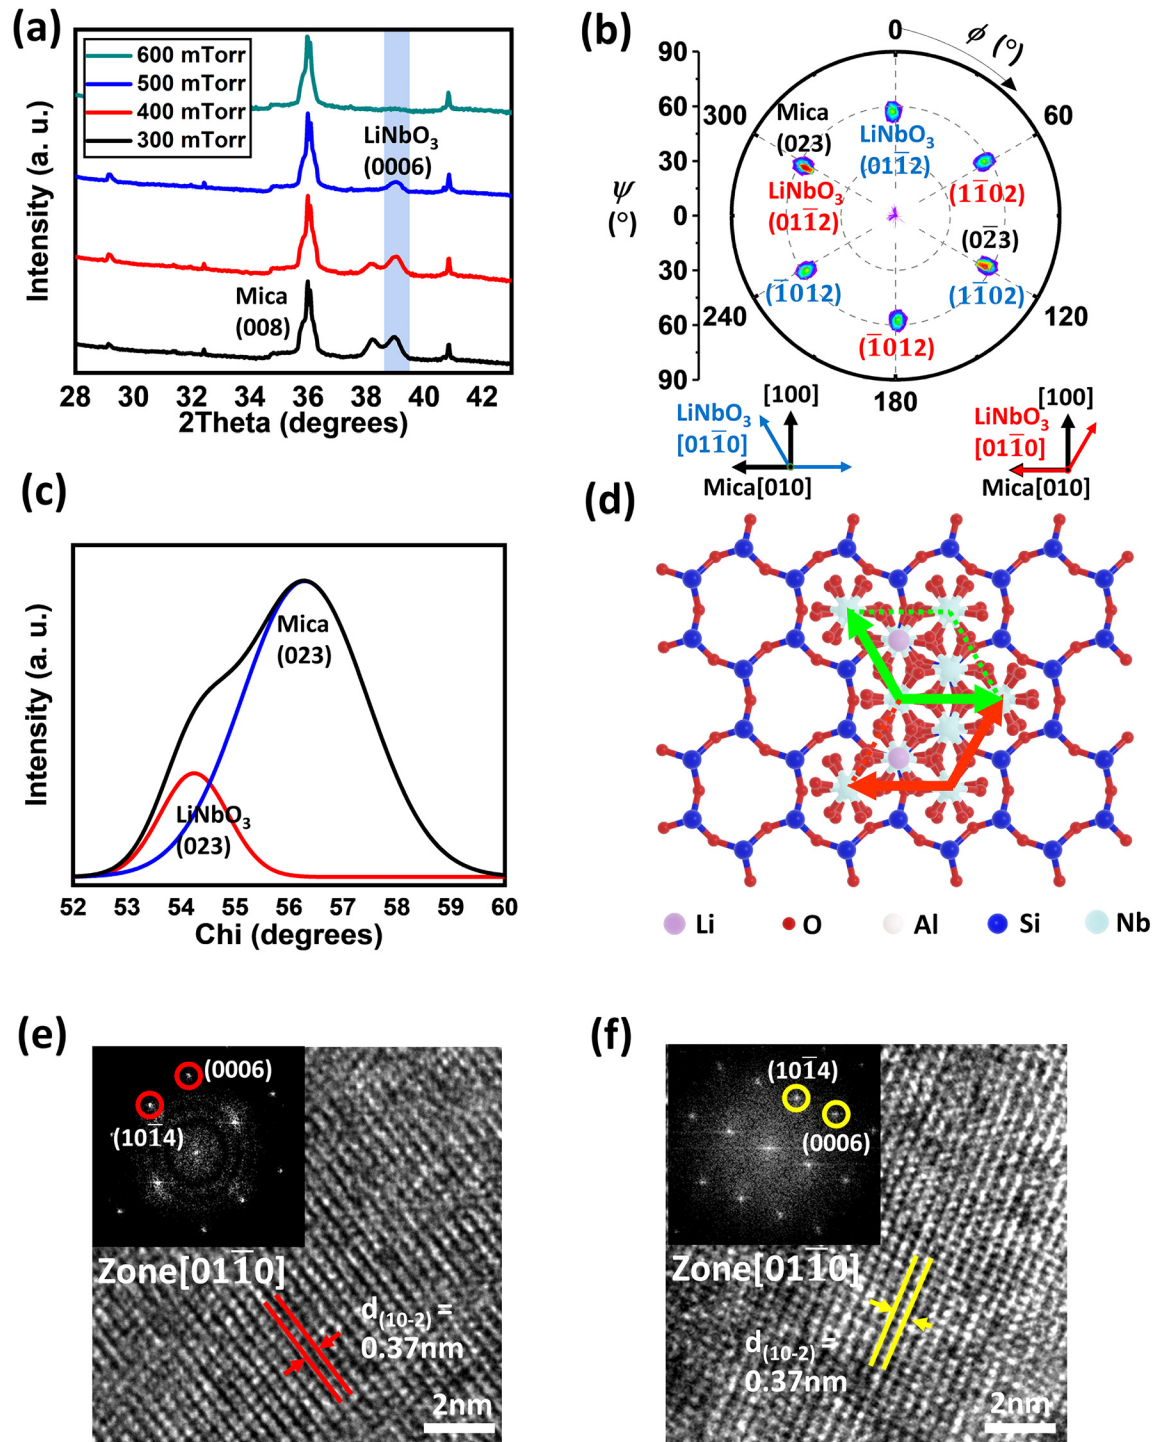 (a)
600 mTorr
500 mTorr
400 mTorr
300 mTorr
LiNbO₃
(0006)
Mica
(008)
Intensity (a. u.)
28 30 32 34 36 38 40 42
2Theta (degrees)
(b)
0
ϕ (°)
60
120
180
240
300
90
60
30
0
30
60
90
ψ
(°)
Mica
(023)
LiNbO₃
(011̅2)
LiNbO₃
(011̅2)
(11̅02)
(02̅3)
(1̅012)
(11̅02)
(1̅012)
[100]
LiNbO₃
[011̅0]
Mica[010]
[100]
LiNbO₃
[011̅0]
Mica[010]
(c)
Mica
(023)
LiNbO₃
(023)
Intensity (a. u.)
52 53 54 55 56 57 58 59 60
Chi (degrees)
(d)
Li O Al Si Nb
(e)
(0006)
(101̅4)
Zone[011̅0]
d(10-2) =
0.37nm
2nm
(f)
(101̅4)
(0006)
Zone[011̅0]
d(10-2) =
0.37nm
2nm